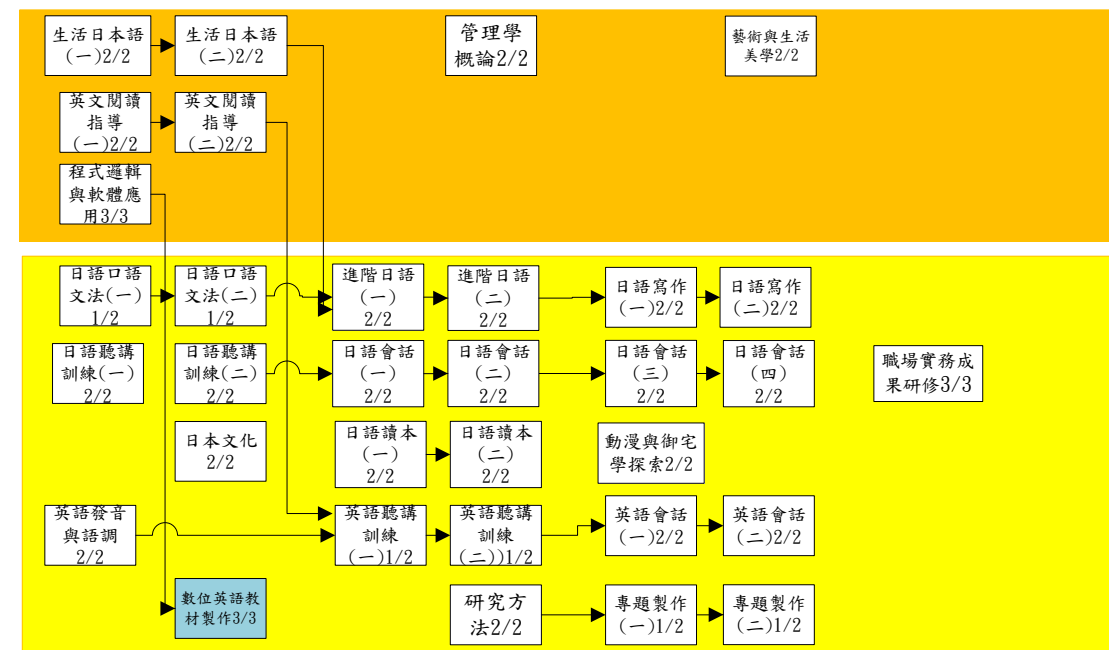 生活日本語
(一)2/2
生活日本語
(二)2/2
管理學
概論2/2
藝術與生活
美學2/2
英文閱讀
指導
(一)2/2
英文閱讀
指導
(二)2/2
程式邏輯
與軟體應
用3/3
日語口語
文法(一)
1/2
日語口語
文法(二)
1/2
進階日語
(一)
2/2
進階日語
(二)
2/2
日語寫作
(一)2/2
日語寫作
(二)2/2
日語聽講
訓練(一)
2/2
日語聽講
訓練(二)
2/2
日語會話
(一)
2/2
日語會話
(二)
2/2
日語會話
(三)
2/2
日語會話
(四)
2/2
職場實務成
果研修3/3
日本文化
2/2
日語讀本
(一)
2/2
日語讀本
(二)
2/2
動漫與御宅
學探索2/2
英語發音
與語調
2/2
英語聽講
訓練
(一)1/2
英語聽講
訓練
(二))1/2
英語會話
(一)2/2
英語會話
(二)2/2
數位英語教
材製作3/3
研究方
法2/2
專題製作
(一)1/2
專題製作
(二)1/2